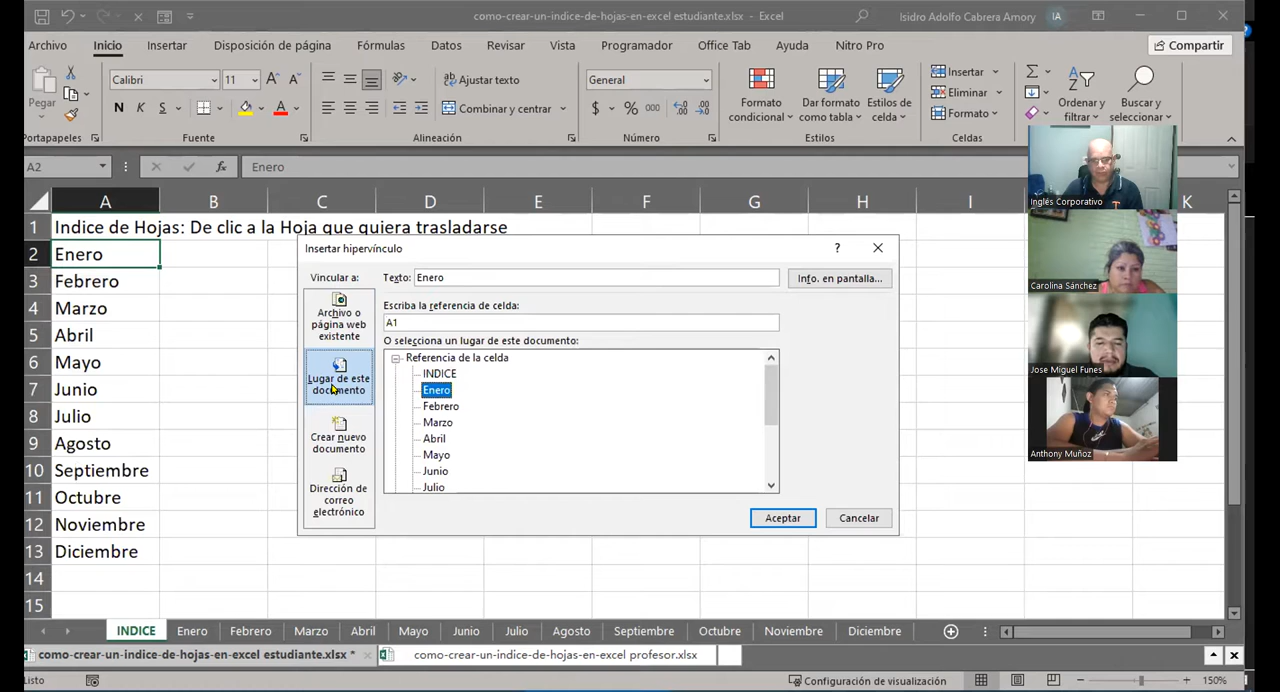 como-crear-un-indice-de-hojas-en-excel estudiante.xlsx - Excel
Isidro Adolfo Cabrera Amory
IA
Archivo
Inicio
Insertar
Disposición de página
Fórmulas
Datos
Revisar
Vista
Programador
Office Tab
Ayuda
Nitro Pro
Compartir
Pegar
Calibri
11
N K S
Ajustar texto
Combinar y centrar
General
$ % 000
Formato condicional
Dar formato como tabla
Estilos de celda
Insertar
Eliminar
Formato
Ordenar y filtrar
Buscar y seleccionar
Portapapeles
Fuente
Alineación
Número
Estilos
Celdas
A2
fx
Enero
A B C D E F G H I K
1 Indice de Hojas: De clic a la Hoja que quiera trasladarse
2 Enero
3 Febrero
4 Marzo
5 Abril
6 Mayo
7 Junio
8 Julio
9 Agosto
10 Septiembre
11 Octubre
12 Noviembre
13 Diciembre
14
15
Insertar hipervínculo
?
Vincular a:
Texto: Enero
Info. en pantalla...
Archivo o página web existente
Lugar de este documento
Crear nuevo documento
Dirección de correo electrónico
Escriba la referencia de celda:
A1
O selecciona un lugar de este documento:
Referencia de la celda
INDICE
Enero
Febrero
Marzo
Abril
Mayo
Junio
Julio
Aceptar
Cancelar
Inglés Corporativo
Carolina Sánchez
Jose Miguel Funes
Anthony Muñoz
INDICE
Enero
Febrero
Marzo
Abril
Mayo
Junio
Julio
Agosto
Septiembre
Octubre
Noviembre
Diciembre
como-crear-un-indice-de-hojas-en-excel estudiante.xlsx *
como-crear-un-indice-de-hojas-en-excel profesor.xlsx
Listo
Configuración de visualización
150%